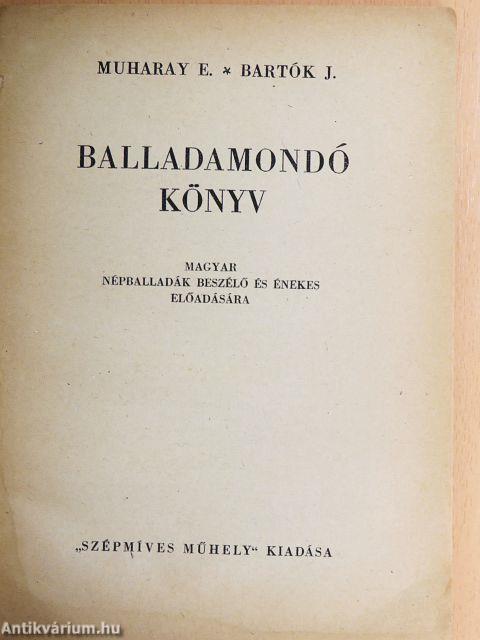 MUHARAY E. * BARTÓK J.
BALLADAMONDÓ
KÖNYV
MAGYAR
NÉPBALLADÁK BESZÉLŐ ÉS ÉNEKES
ELŐADÁSÁRA
„SZÉPMÍVES MŰHELY“ KIADÁSA
Antikvárium.hu